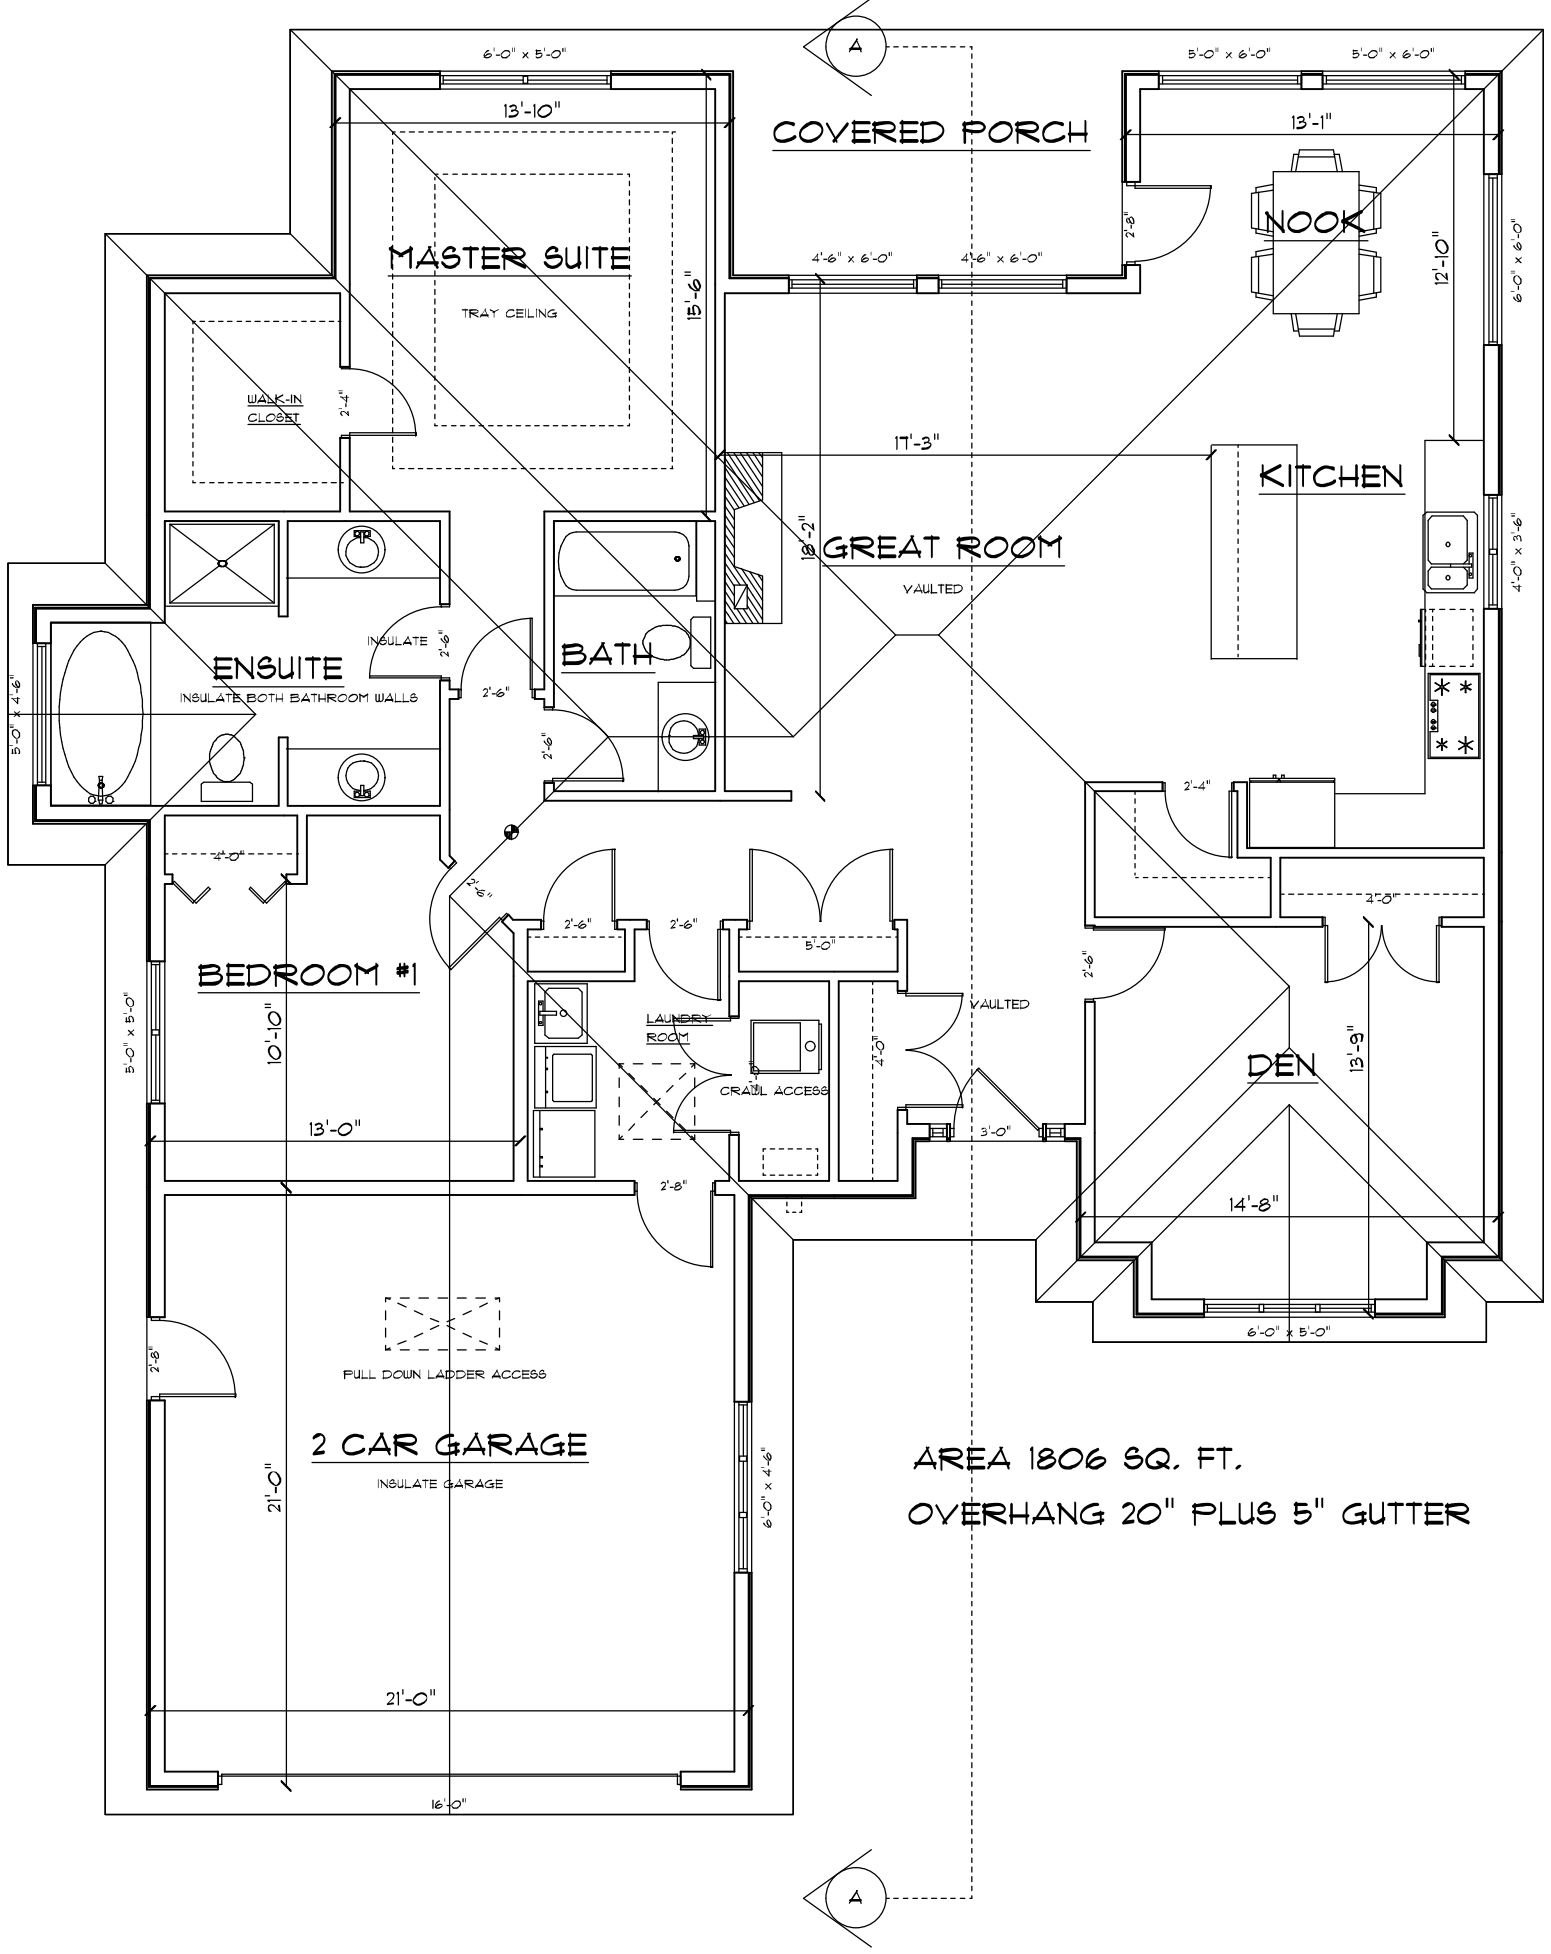 A
6'-0" x 5'-0"
5'-0" x 6'-0"
5'-0" x 6'-0"
13'-10"
COVERED PORCH
13'-1"
NOOK
2'-8"
MASTER SUITE
4'-6" x 6'-0"
4'-6" x 6'-0"
12'-10"
6'-0" x 6'-0"
15'-6"
TRAY CEILING
WALK-IN
CLOSET
2'-4"
17'-3"
KITCHEN
18'-2"
GREAT ROOM
VAULTED
4'-0" x 3'-6"
INSULATE
2'-6"
BATH
ENSUITE
INSULATE BOTH BATHROOM WALLS
2'-6"
5'-0" x 4'-6"
2'-6"
2'-4"
4'-0"
2'-6"
4'-0"
2'-6"
2'-6"
5'-0"
BEDROOM #1
2'-6"
VAULTED
5'-0" x 5'-0"
10'-10"
LAUNDRY
ROOM
4'-0"
13'-9"
DEN
CRAWL ACCESS
13'-0"
3'-0"
2'-8"
14'-8"
6'-0" x 5'-0"
2'-8"
PULL DOWN LADDER ACCESS
2 CAR GARAGE
INSULATE GARAGE
21'-0"
6'-0" x 4'-6"
AREA 1806 SQ. FT.
OVERHANG 20" PLUS 5" GUTTER
21'-0"
16'-0"
A